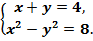 x + y = 4,
x² − y² = 8.